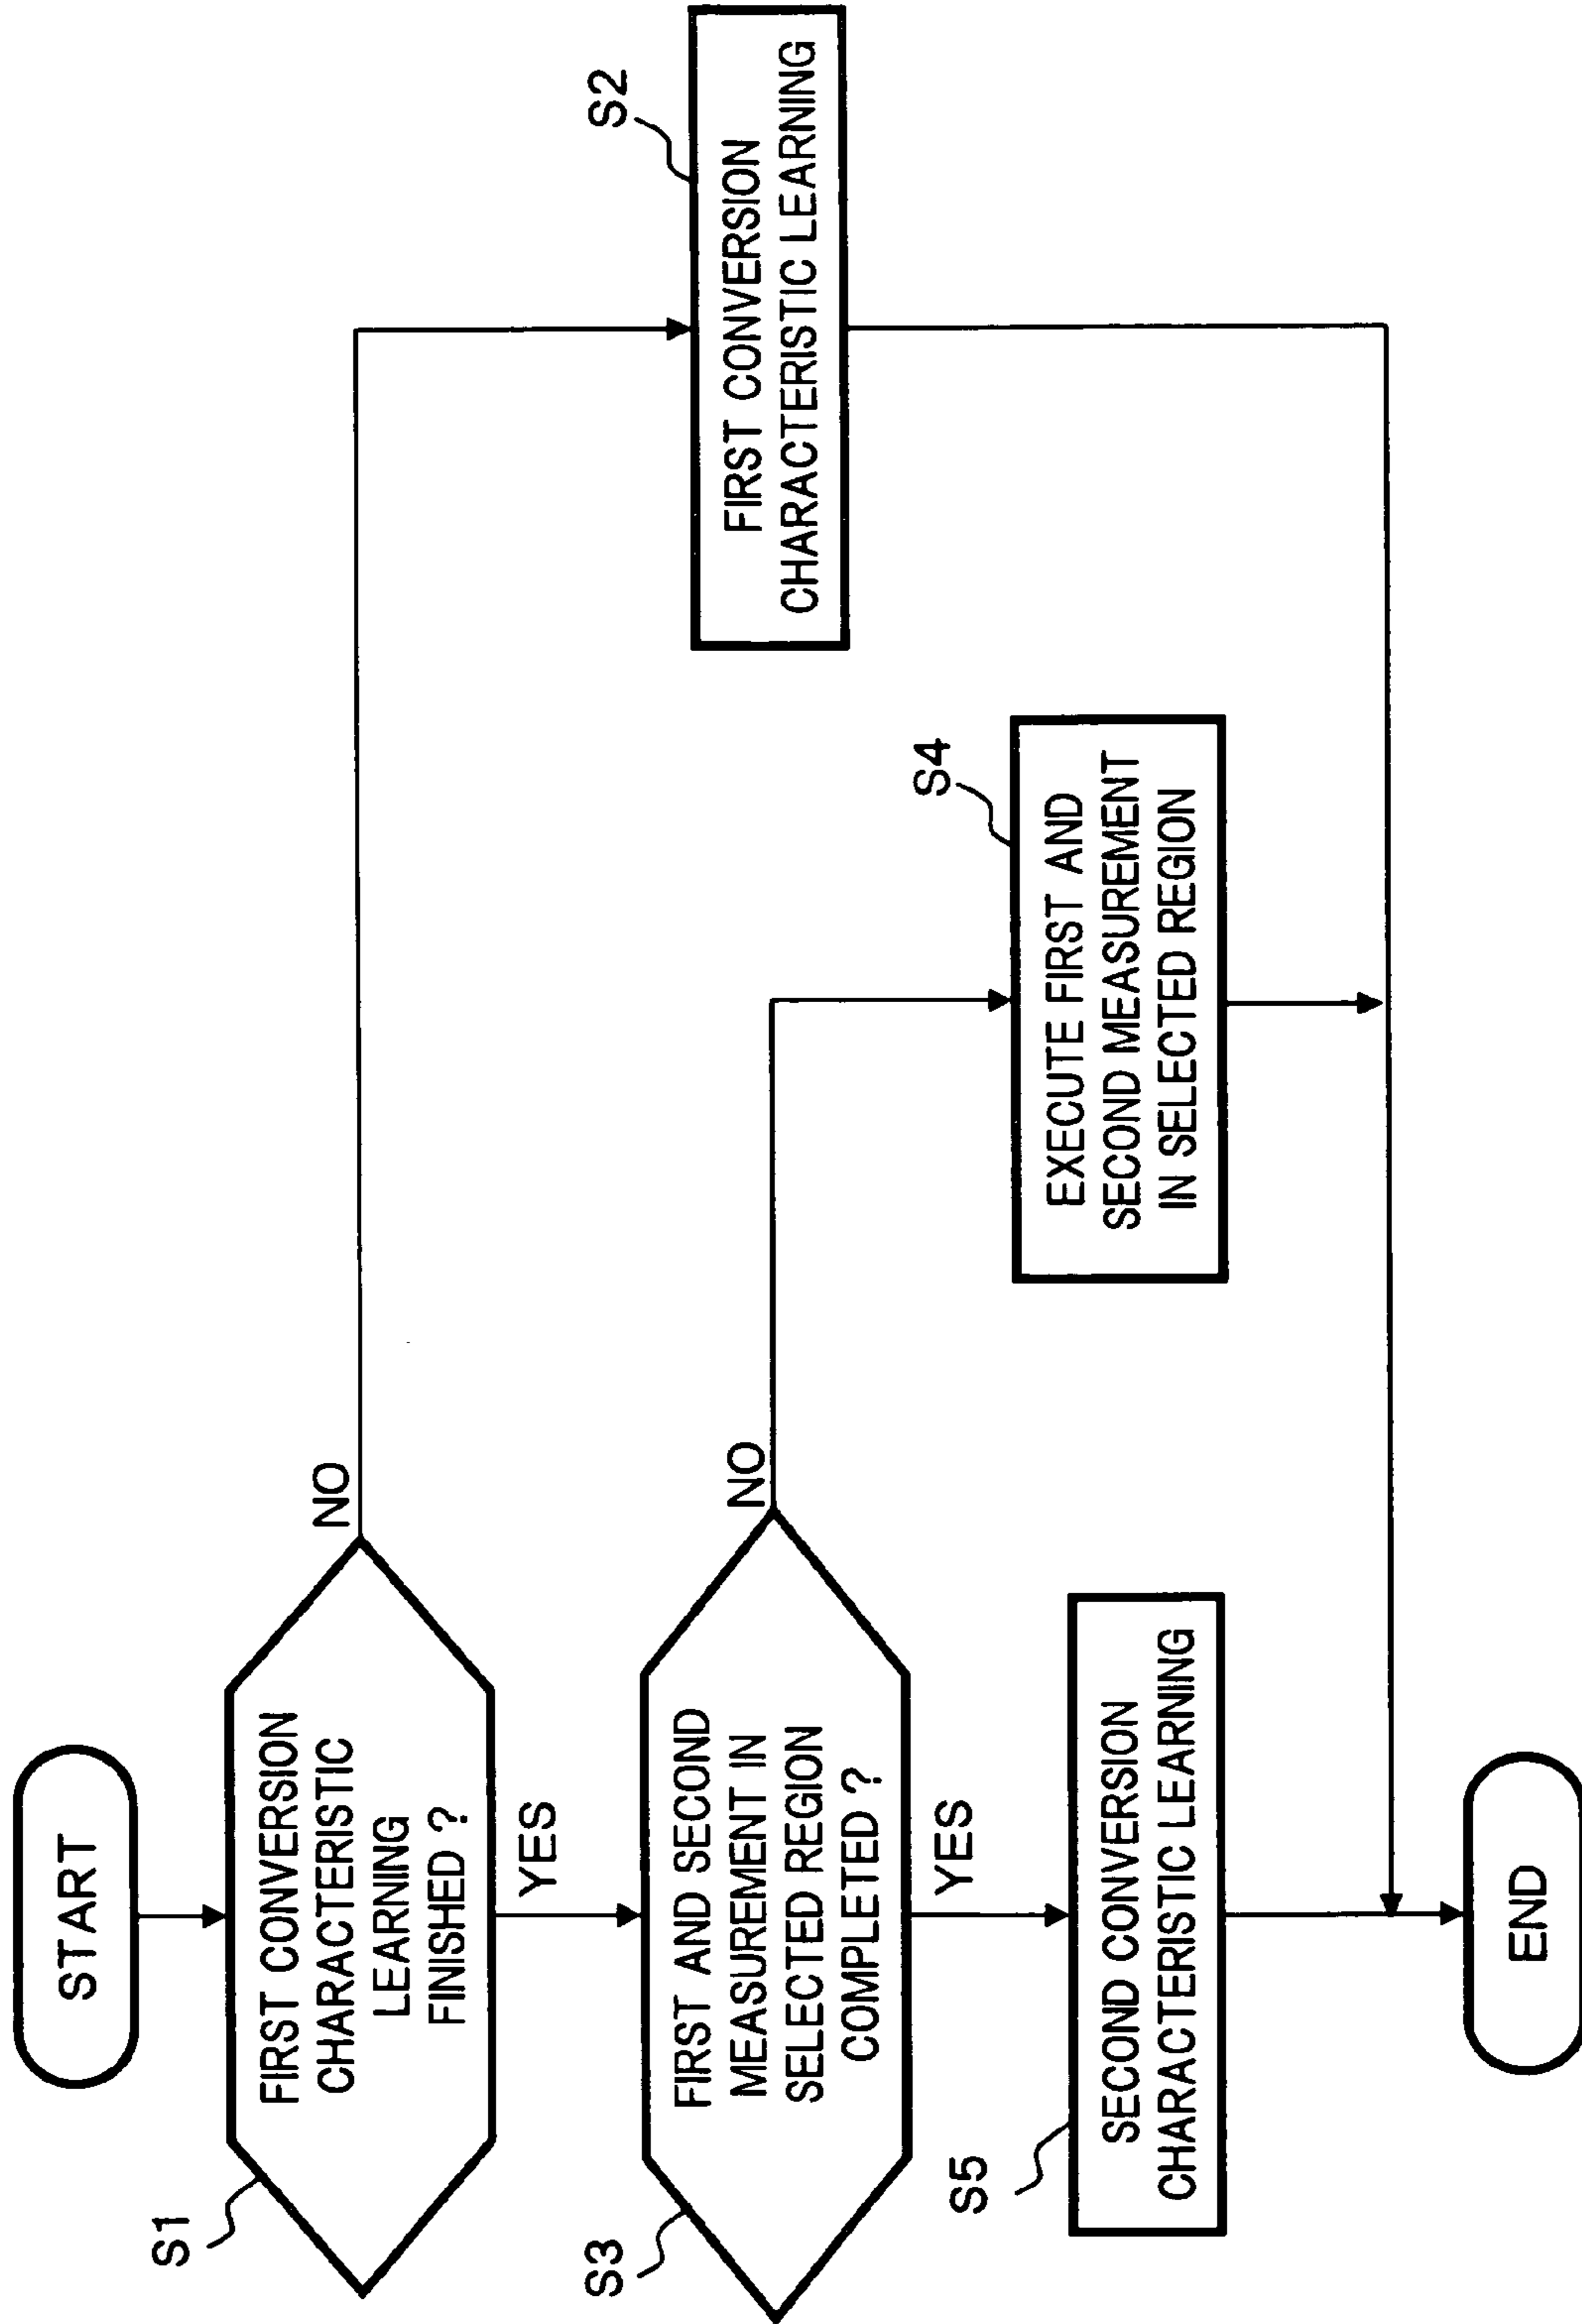 START
S1
FIRST CONVERSION
CHARACTERISTIC
LEARNING
FINISHED ?
NO
YES
S2
FIRST CONVERSION
CHARACTERISTIC LEARNING
S3
FIRST AND SECOND
MEASUREMENT IN
SELECTED REGION
COMPLETED ?
NO
YES
S4
EXECUTE FIRST AND
SECOND MEASUREMENT
IN SELECTED REGION
S5
SECOND CONVERSION
CHARACTERISTIC LEARNING
END